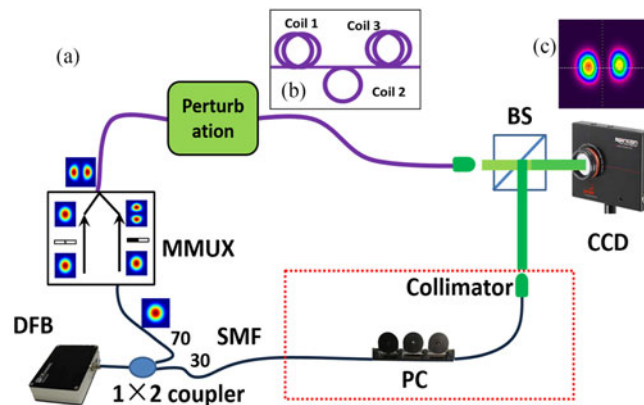 (a)
Coil 1
Coil 3
(b)
Coil 2
(c)
Perturb
ation
BS
MMUX
CCD
DFB
70
30
SMF
Collimator
PC
1×2 coupler